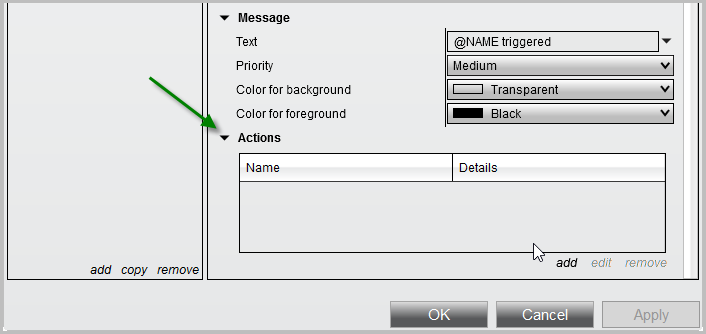 Message
Text @NAME triggered
Priority Medium
Color for background Transparent
Color for foreground Black
Actions
Name Details
add copy remove
add edit remove
OK Cancel Apply